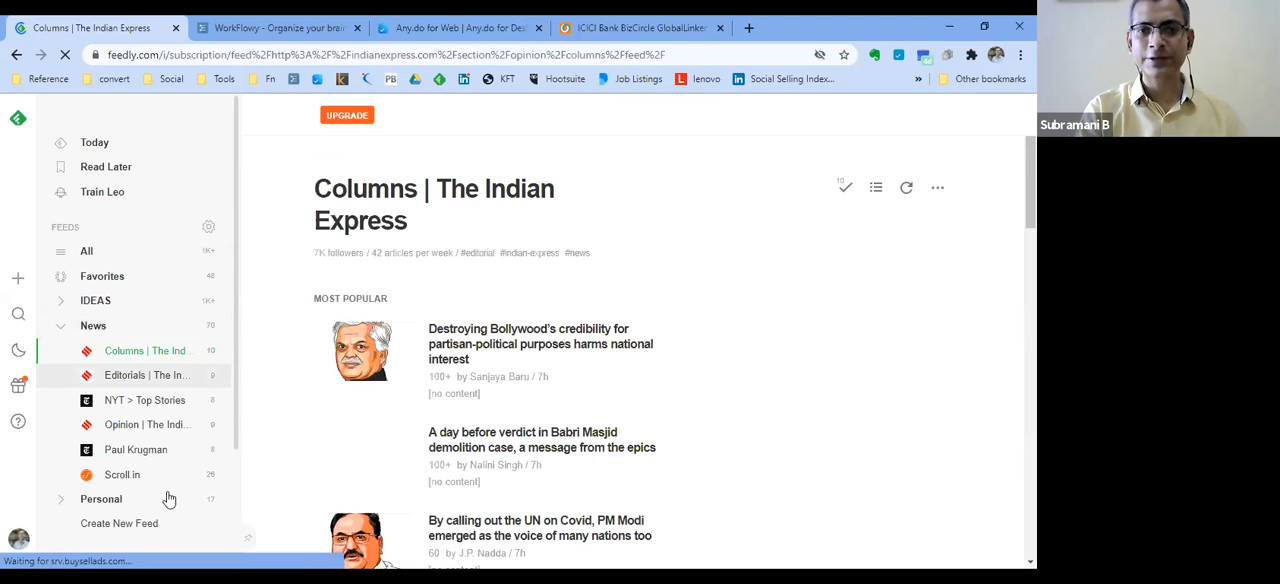 Columns | The Indian Express
WorkFlowy - Organize your brain
Any.do for Web | Any.do for Des
ICICI Bank BizCircle GlobalLinker
feedly.com/i/subscription/feed%2Fhttp%3A%2F%2Findianexpress.com%2Fsection%2Fopinion%2Fcolumns%2Ffeed%2F
Reference
convert
Social
Tools
Fn
PB
KFT
Hootsuite
Job Listings
lenovo
Social Selling Index...
»
Other bookmarks
Subramani B
UPGRADE
Today
Read Later
Train Leo
FEEDS
All 1K+
Favorites 48
IDEAS 1K+
News 70
Columns | The Ind... 10
Editorials | The In... 9
NYT > Top Stories 8
Opinion | The Indi... 9
Paul Krugman 8
Scroll.in 26
Personal 17
Create New Feed
Waiting for srv.buysellads.com...
Columns | The Indian
Express
10
7K followers / 42 articles per week / #editorial #indian-express #news
MOST POPULAR
Destroying Bollywood's credibility for
partisan-political purposes harms national
interest
100+ by Sanjaya Baru / 7h
[no content]
A day before verdict in Babri Masjid
demolition case, a message from the epics
100+ by Nalini Singh / 7h
[no content]
By calling out the UN on Covid, PM Modi
emerged as the voice of many nations too
60 by J.P. Nadda / 7h